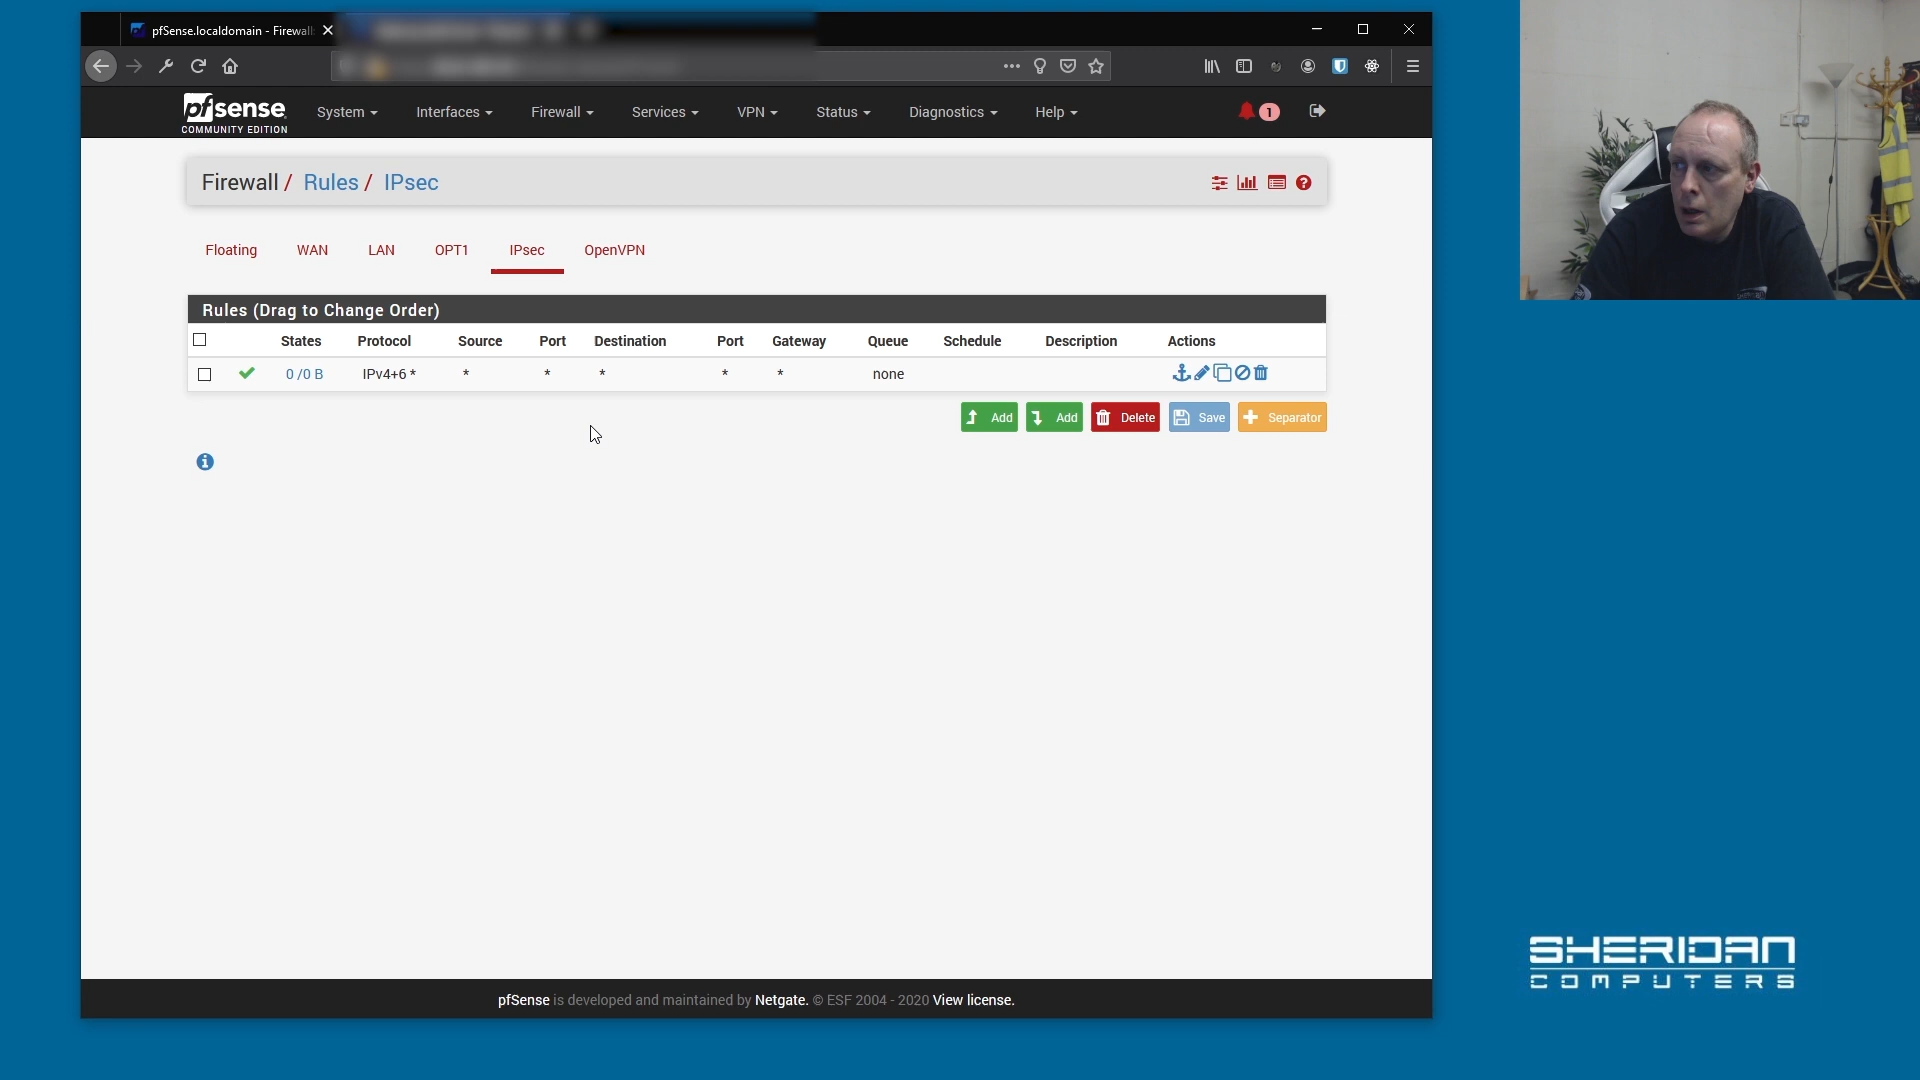 pfSense.localdomain - Firewall
pfsense
COMMUNITY EDITION
System
Interfaces
Firewall
Services
VPN
Status
Diagnostics
Help
1
Firewall / Rules / IPsec
Floating
WAN
LAN
OPT1
IPsec
OpenVPN
Rules (Drag to Change Order)
States Protocol Source Port Destination Port Gateway Queue Schedule Description Actions
0 /0 B IPv4+6 * * * * * * none
Add
Add
Delete
Save
Separator
pfSense is developed and maintained by Netgate. © ESF 2004 - 2020 View license.
SHERIDAN
COMPUTERS